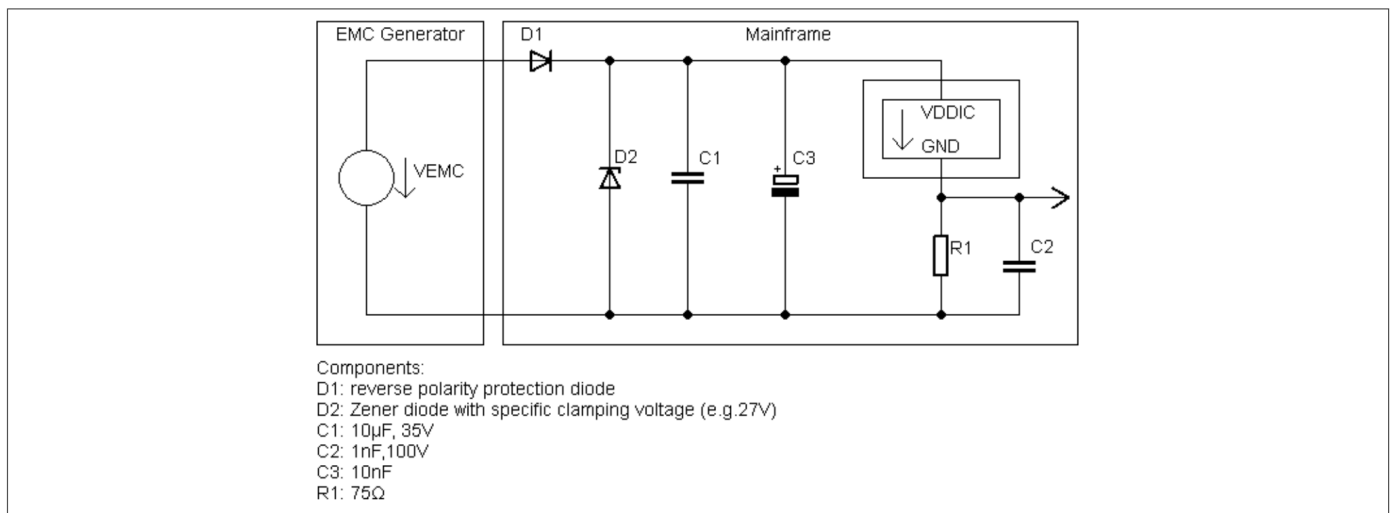 EMC Generator
D1
Mainframe
VDDIC
GND
VEMC
D2
C1
+
C3
R1
C2
Components:
D1: reverse polarity protection diode
D2: Zener diode with specific clamping voltage (e.g.27V)
C1: 10µF, 35V
C2: 1nF,100V
C3: 10nF
R1: 75Ω